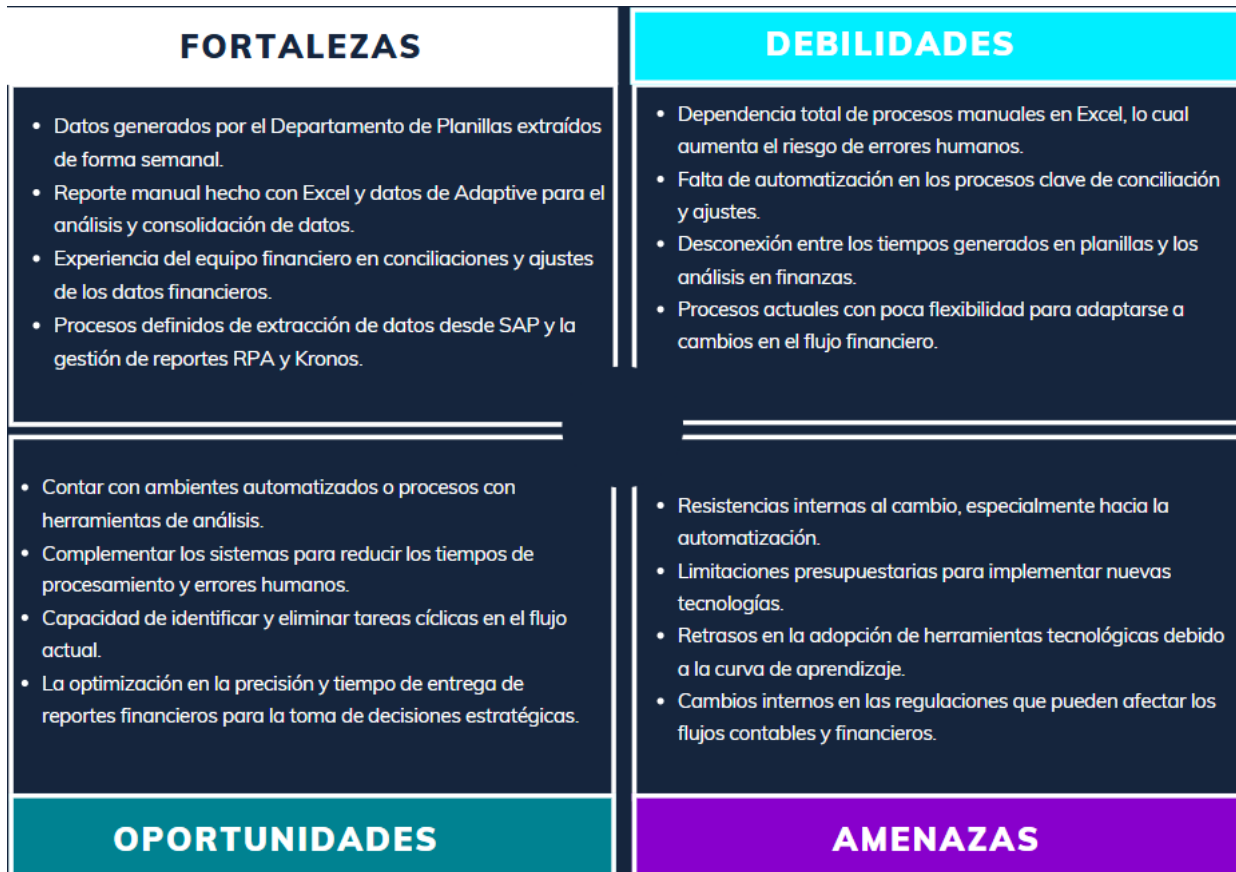 FORTALEZAS
• Datos generados por el Departamento de Planillas extraídos
de forma semanal.
• Reporte manual hecho con Excel y datos de Adaptive para el
análisis y consolidación de datos.
• Experiencia del equipo financiero en conciliaciones y ajustes
de los datos financieros.
• Procesos definidos de extracción de datos desde SAP y la
gestión de reportes RPA y Kronos.
DEBILIDADES
• Dependencia total de procesos manuales en Excel, lo cual
aumenta el riesgo de errores humanos.
• Falta de automatización en los procesos clave de conciliación
y ajustes.
• Desconexión entre los tiempos generados en planillas y los
análisis en finanzas.
• Procesos actuales con poca flexibilidad para adaptarse a
cambios en el flujo financiero.
• Contar con ambientes automatizados o procesos con
herramientas de análisis.
• Complementar los sistemas para reducir los tiempos de
procesamiento y errores humanos.
• Capacidad de identificar y eliminar tareas cíclicas en el flujo
actual.
• La optimización en la precisión y tiempo de entrega de
reportes financieros para la toma de decisiones estratégicas.
OPORTUNIDADES
• Resistencias internas al cambio, especialmente hacia la
automatización.
• Limitaciones presupuestarias para implementar nuevas
tecnologías.
• Retrasos en la adopción de herramientas tecnológicas debido
a la curva de aprendizaje.
• Cambios internos en las regulaciones que pueden afectar los
flujos contables y financieros.
AMENAZAS